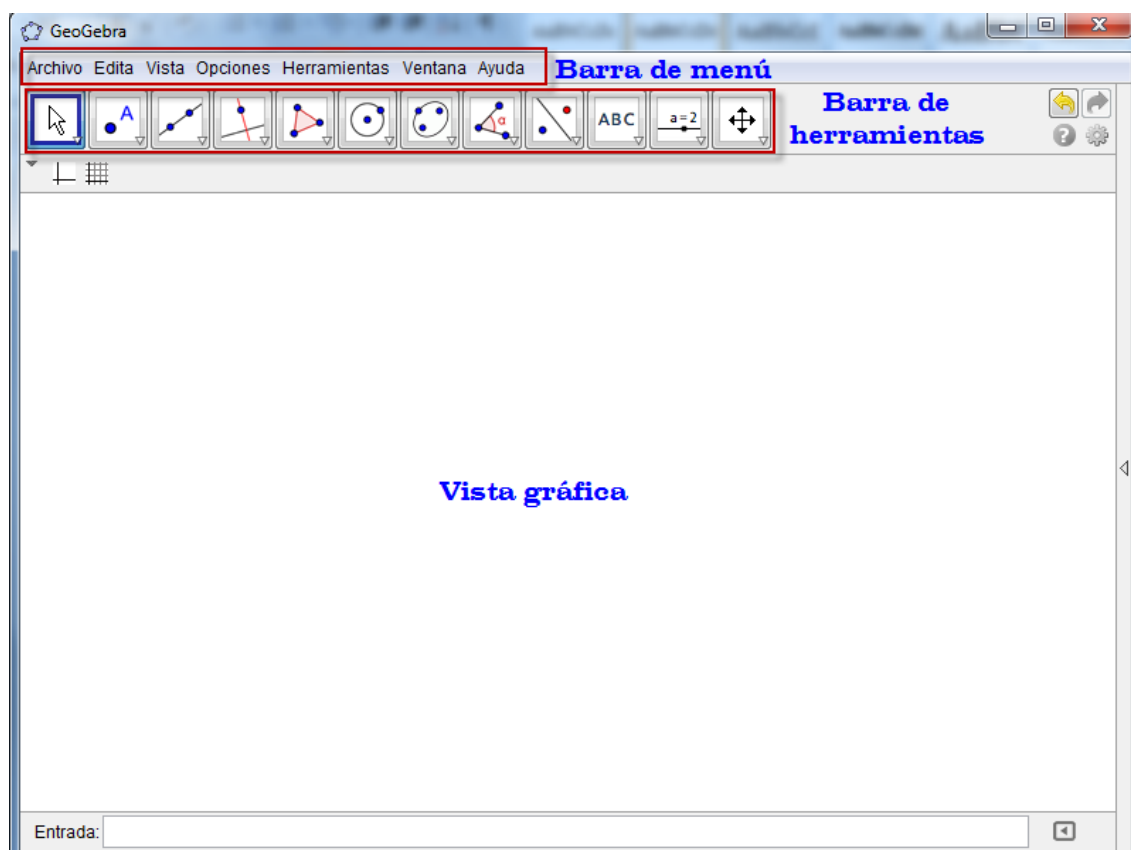 GeoGebra
Archivo Edita Vista Opciones Herramientas Ventana Ayuda
Barra de menú
A
α
ABC
a=2
Barra de
herramientas
Vista gráfica
Entrada: